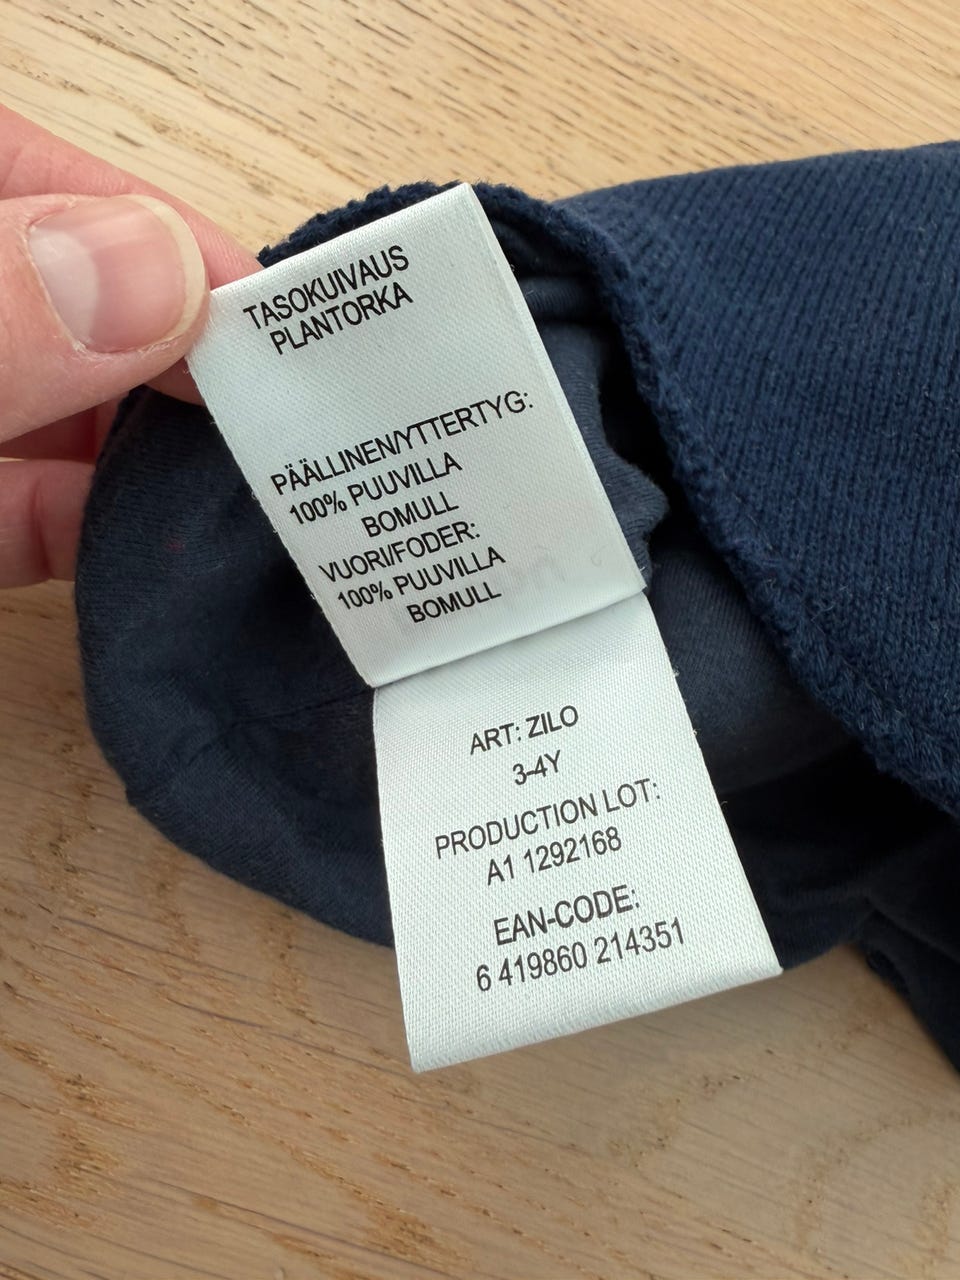 TASOKUIVAUS
PLANTORKA
PÄÄLLINEN/YTTERTYG:
100% PUUVILLA
BOMULL
VUORI/FODER:
100% PUUVILLA
BOMULL
ART: ZILO
3-4Y
PRODUCTION LOT:
A1 1292168
EAN-CODE:
6 419860 214351